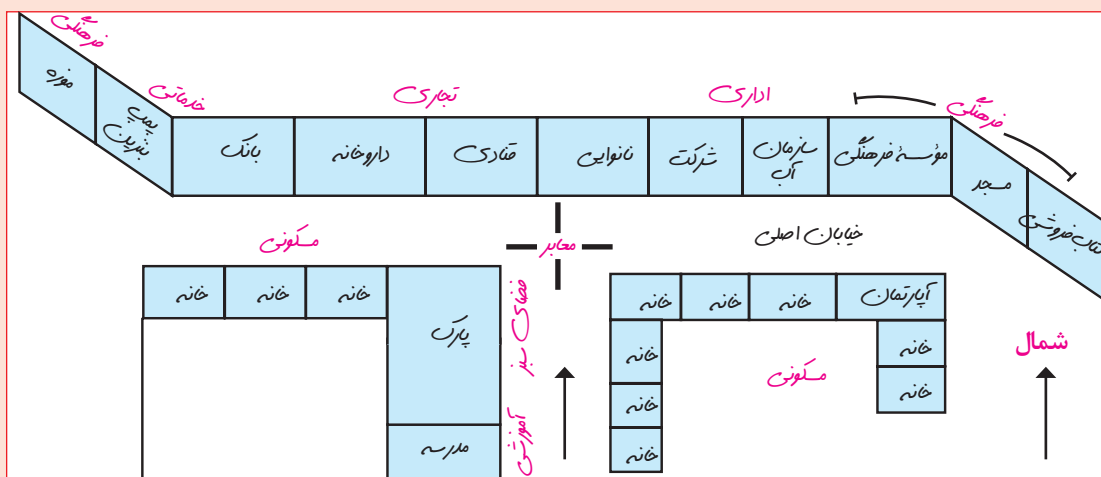 فرهنگی
اداری
تجاری
خدماتی
فرهنگی
کتاب فروشی
مسجد
مؤسسهٔ فرهنگی
سازمان
آب
شرکت
نانوایی
قنادی
داروخانه
بانک
پمپ
بنزین
موزه
خیابان اصلی
معابر
مسکونی
آپارتمان
خانه
خانه
خانه
خانه
خانه
خانه
خانه
خانه
مسکونی
شمال
فضای سبز
آموزشی
پارک
مدرسه
خانه
خانه
خانه